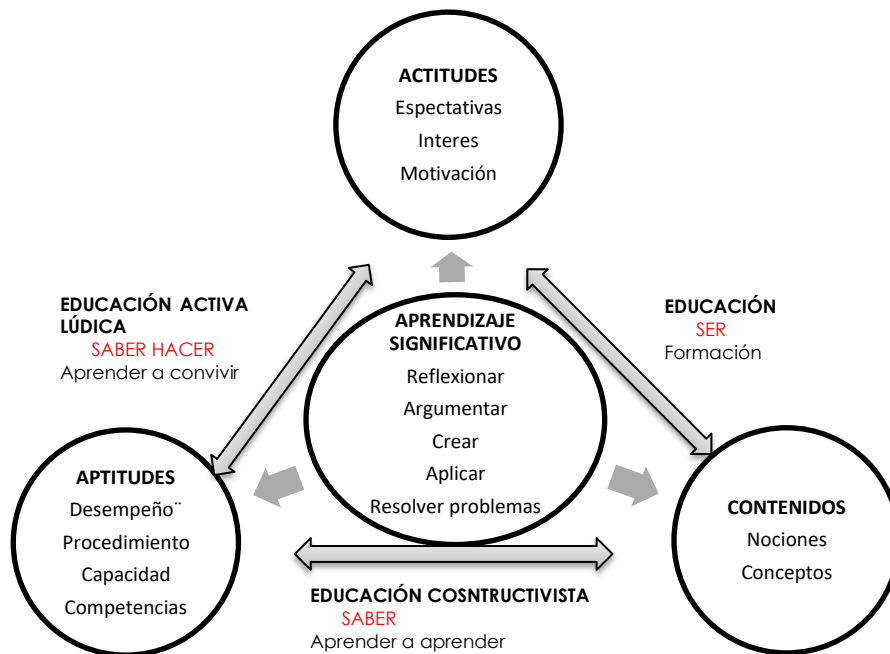 ACTITUDES
Espectativas
Interes
Motivación
EDUCACIÓN ACTIVA
LÚDICA
SABER HACER
Aprender a convivir
APRENDIZAJE
SIGNIFICATIVO
Reflexionar
Argumentar
Crear
Aplicar
Resolver problemas
EDUCACIÓN
SER
Formación
APTITUDES
Desempeño¨
Procedimiento
Capacidad
Competencias
CONTENIDOS
Nociones
Conceptos
EDUCACIÓN COSNTRUCTIVISTA
SABER
Aprender a aprender